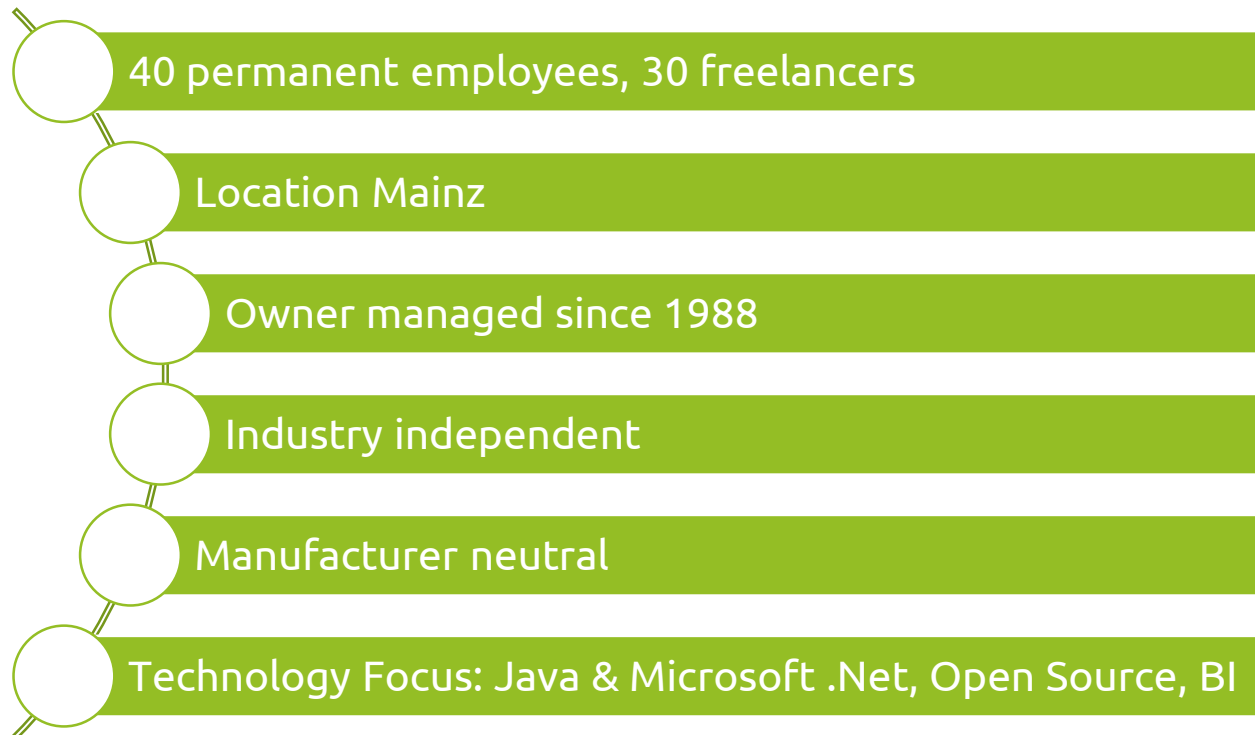 40 permanent employees, 30 freelancers
Location Mainz
Owner managed since 1988
Industry independent
Manufacturer neutral
Technology Focus: Java & Microsoft .Net, Open Source, BI